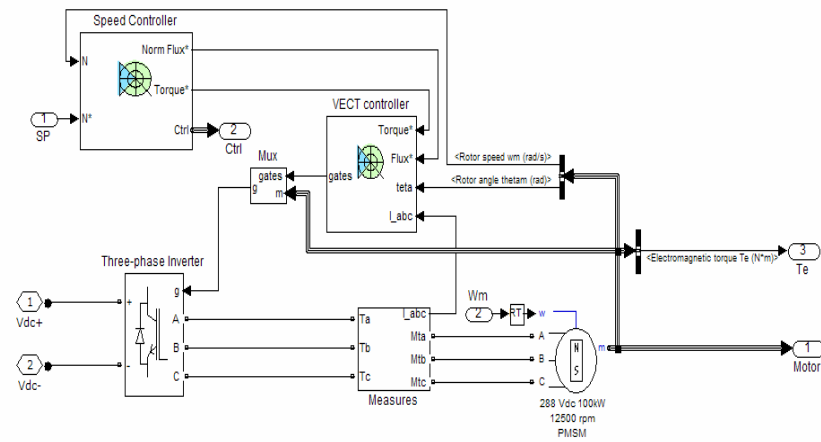 Speed Controller
N
Norm Flux*
Torque*
N*
Ctrl
1
SP
2
Ctrl
VECT controller
Torque*
Flux*
gates
teta
I_abc
Mux
gates
g
m
<Rotor speed wm (rad/s)>
<Rotor angle thetam (rad)>
<Electromagnetic torque Te (N*m)>
3
Te
Three-phase Inverter
g
+
A
B
-
C
1
Vdc+
2
Vdc-
I_abc
Ta
Mta
Tb
Mtb
Tc
Mtc
Measures
Wm
2
RT
w
A
B
C
N
S
m
288 Vdc 100kW
12500 rpm
PMSM
1
Motor